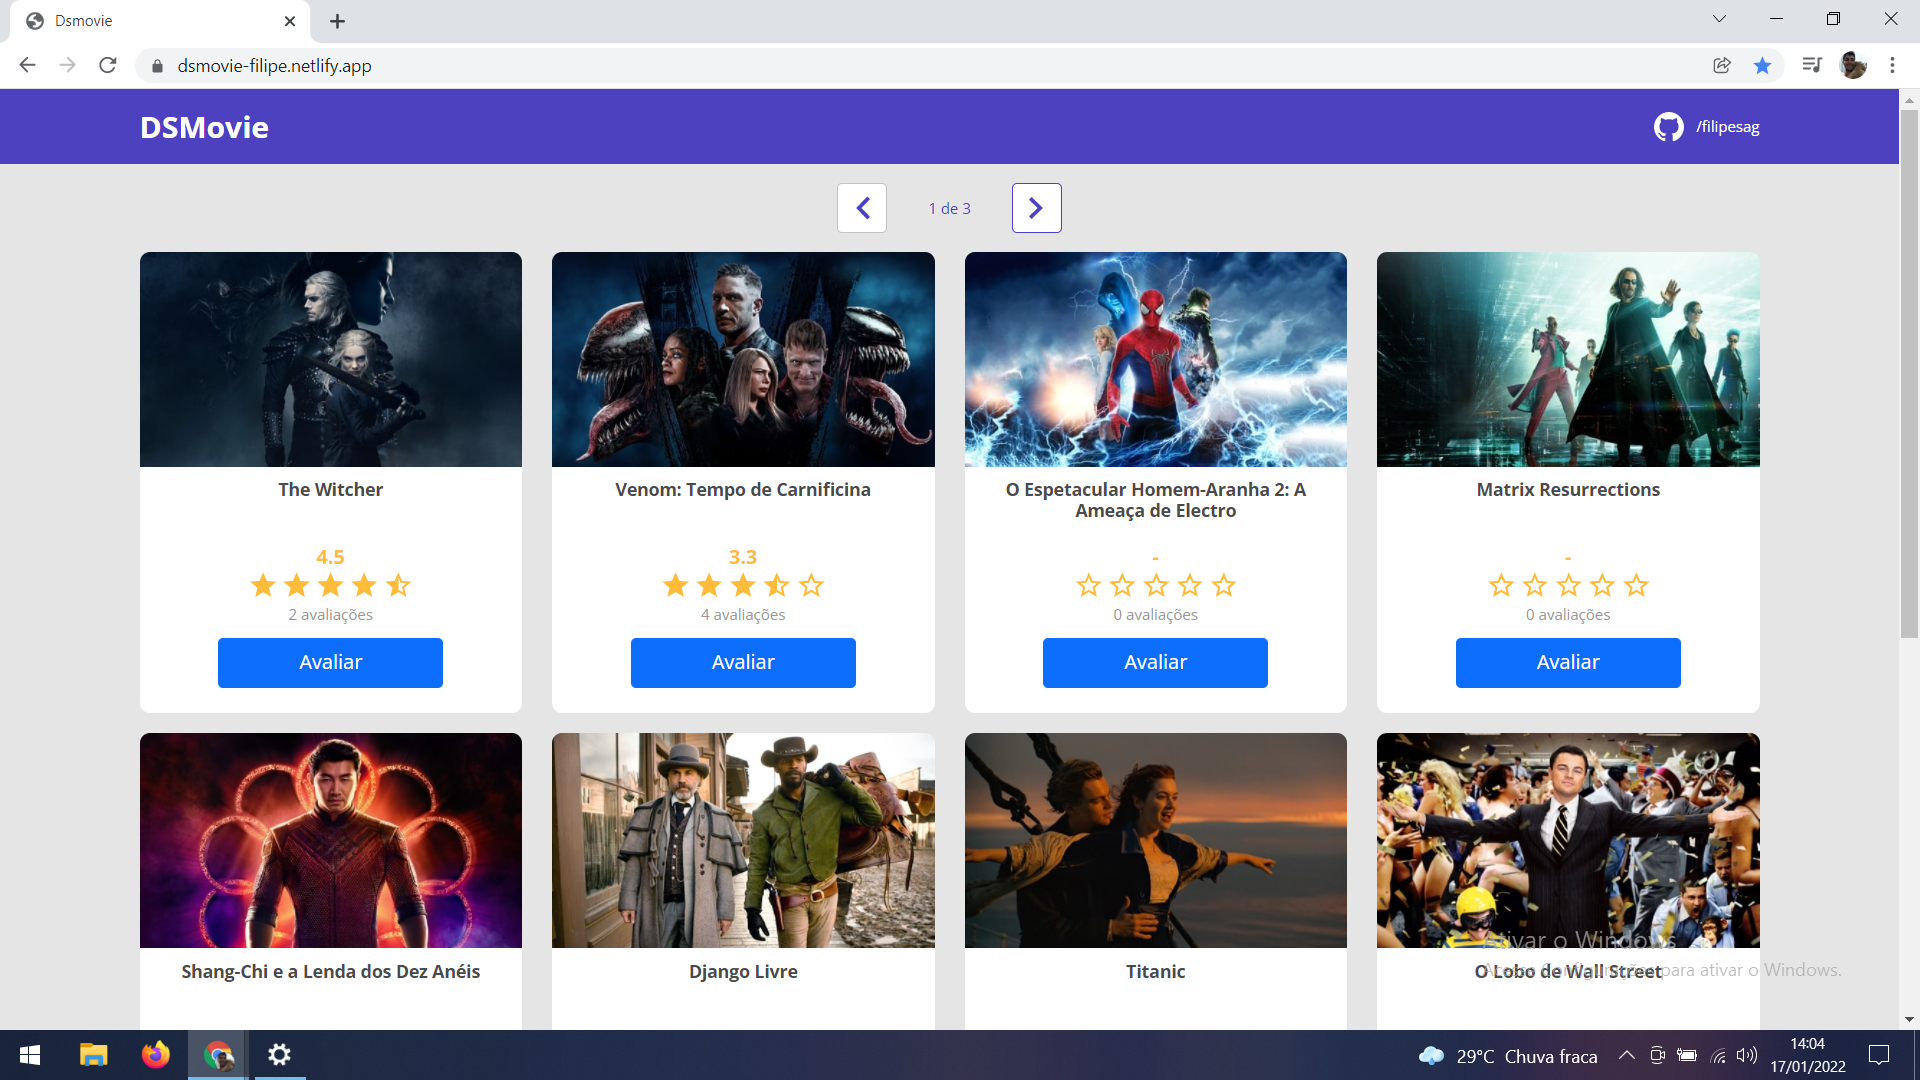 Dsmovie
dsmovie-filipe.netlify.app
DSMovie
/filipesag
1 de 3
The Witcher
4.5
2 avaliações
Avaliar
Venom: Tempo de Carnificina
3.3
4 avaliações
Avaliar
O Espetacular Homem-Aranha 2: A
Ameaça de Electro
-
0 avaliações
Avaliar
Matrix Resurrections
-
0 avaliações
Avaliar
Shang-Chi e a Lenda dos Dez Anéis
Django Livre
Titanic
O Lobo de Wall Street
Ativar o Windows
Acesse Configurações para ativar o Windows.
29°C Chuva fraca
14:04
17/01/2022